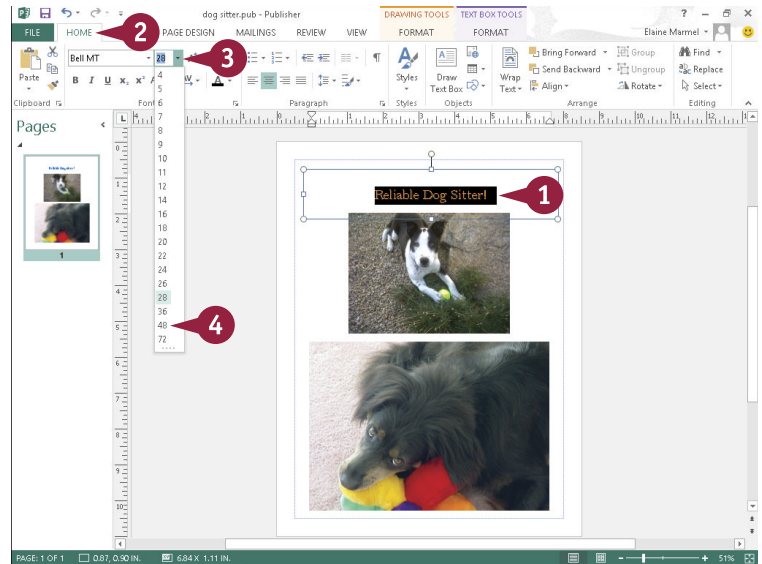 dog sitter.pub - Publisher
DRAWING TOOLS TEXT BOX TOOLS
FILE HOME PAGE DESIGN MAILINGS REVIEW VIEW FORMAT FORMAT Elaine Marmel
2
Bell MT 28
3
Paste
B I U x₂ x²
Styles
Draw Text Box
Wrap Text
Bring Forward
Send Backward
Align
Group
Ungroup
Rotate
Find
Replace
Select
Clipboard Font Paragraph Styles Objects Arrange Editing
Pages
1
4
5
6
7
8
9
10
11
12
14
16
18
20
22
24
26
28
36
48
72
4
Reliable Dog Sitter!
1
PAGE: 1 OF 1 0.87, 0.90 IN. 6.84 X 1.11 IN. 51%